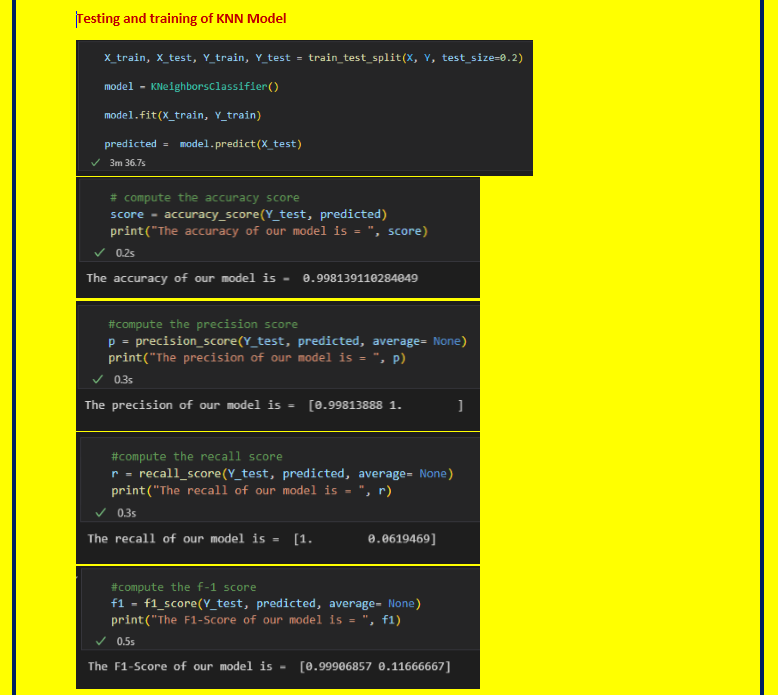 Testing and training of KNN Model
X_train, X_test, Y_train, Y_test = train_test_split(X, Y, test_size=0.2)
model = KNeighborsClassifier()
model.fit(X_train, Y_train)
predicted =  model.predict(X_test)
✓ 3m 36.7s
# compute the accuracy score
score = accuracy_score(Y_test, predicted)
print("The accuracy of our model is = ", score)
✓ 0.2s
The accuracy of our model is =  0.998139110284049
#compute the precision score
p = precision_score(Y_test, predicted, average= None)
print("The precision of our model is = ", p)
✓ 0.3s
The precision of our model is =  [0.99813888 1.        ]
#compute the recall score
r = recall_score(Y_test, predicted, average= None)
print("The recall of our model is = ", r)
✓ 0.3s
The recall of our model is =  [1.        0.0619469]
#compute the f-1 score
f1 = f1_score(Y_test, predicted, average= None)
print("The F1-Score of our model is = ", f1)
✓ 0.5s
The F1-Score of our model is =  [0.99906857 0.11666667]